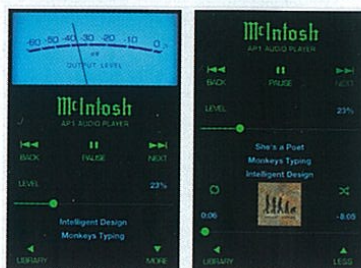 -60 -50 -40 -30 -20 -10 0
dB
OUTPUT LEVEL
McIntosh
AP1 AUDIO PLAYER
BACK PAUSE NEXT
LEVEL 23%
Intelligent Design
Monkeys Typing
LIBRARY MORE
McIntosh
AP1 AUDIO PLAYER
BACK PAUSE NEXT
LEVEL 23%
She's a Poet
Monkeys Typing
Intelligent Design
0:06 -8:09
LIBRARY LESS